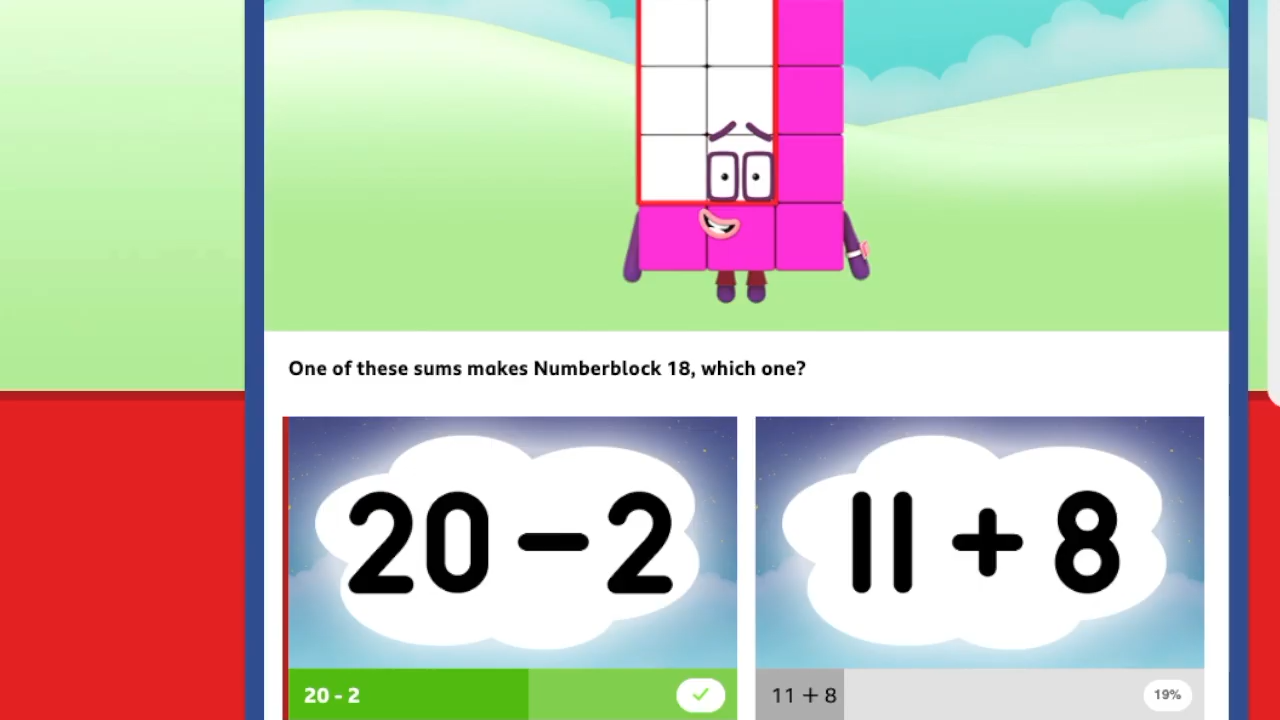 One of these sums makes Numberblock 18, which one?
20 – 2
11 + 8
20 - 2
11 + 8
19%